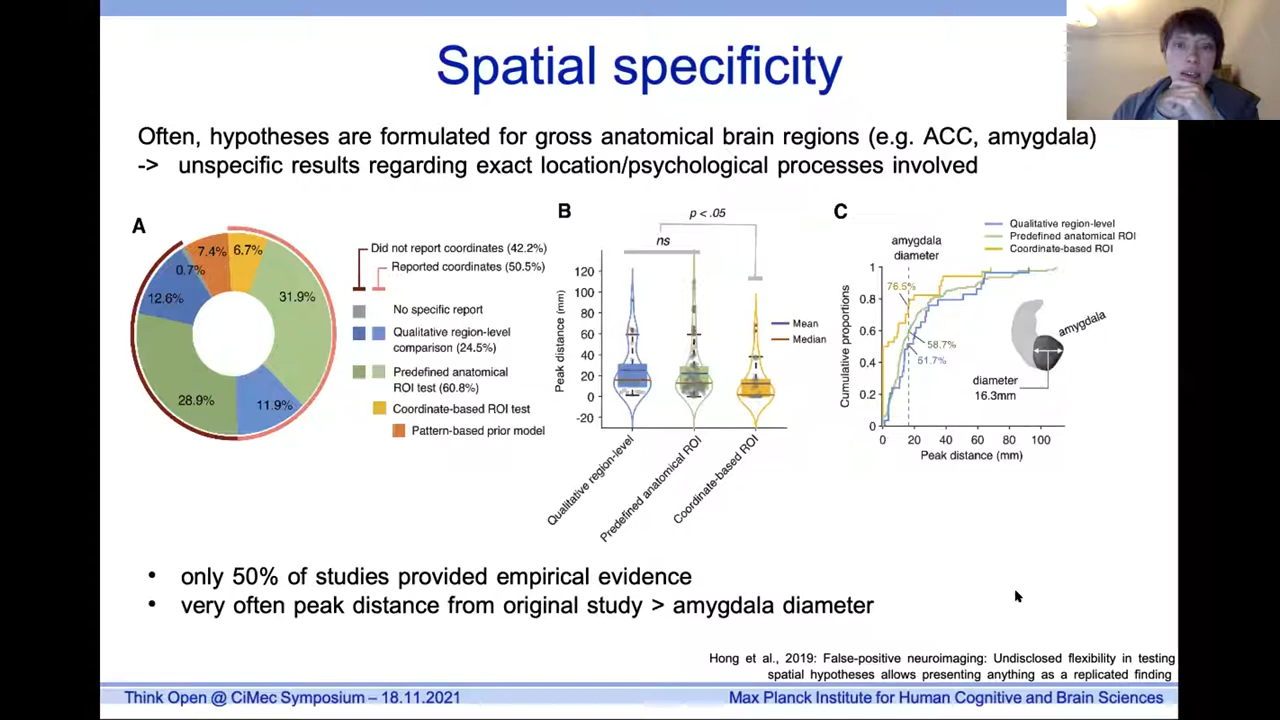 Spatial specificity
Often, hypotheses are formulated for gross anatomical brain regions (e.g. ACC, amygdala)
-> unspecific results regarding exact location/psychological processes involved
A
7.4%
6.7%
0.7%
12.6%
31.9%
28.9%
11.9%
Did not report coordinates (42.2%)
Reported coordinates (50.5%)
No specific report
Qualitative region-level
comparison (24.5%)
Predefined anatomical
ROI test (60.8%)
Coordinate-based ROI test
Pattern-based prior model
B
p < .05
ns
120
100
80
60
40
20
0
-20
Peak distance (mm)
Mean
Median
Qualitative region-level
Predefined anatomical ROI
Coordinate-based ROI
C
Qualitative region-level
Predefined anatomical ROI
Coordinate-based ROI
amygdala
diameter
1
0.8
0.6
0.4
0.2
0
Cumulative proportions
76.5%
58.7%
51.7%
amygdala
diameter
16.3mm
0 20 40 60 80 100
Peak distance (mm)
• only 50% of studies provided empirical evidence
• very often peak distance from original study > amygdala diameter
Hong et al., 2019: False-positive neuroimaging: Undisclosed flexibility in testing
spatial hypotheses allows presenting anything as a replicated finding
Think Open @ CiMec Symposium – 18.11.2021
Max Planck Institute for Human Cognitive and Brain Sciences